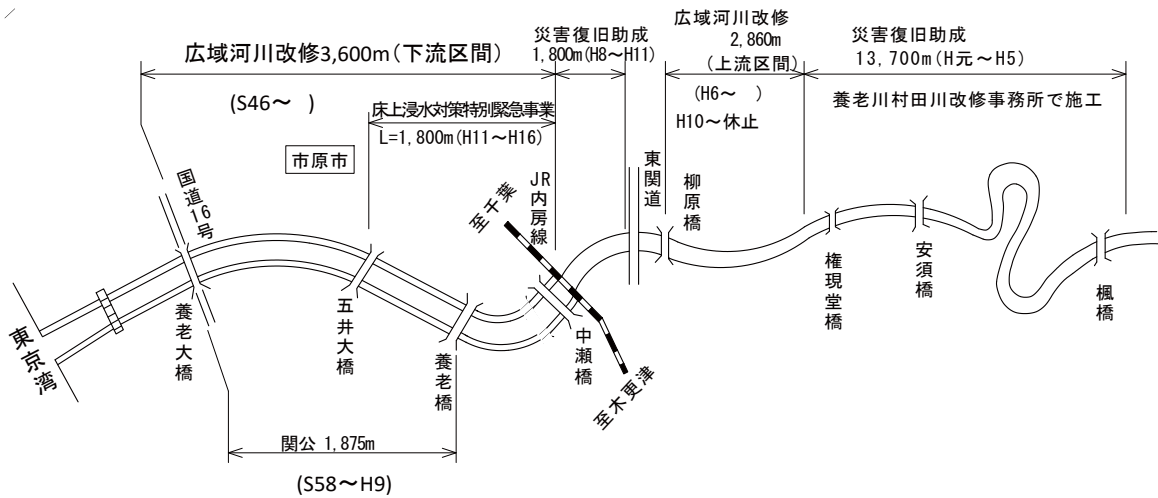 広域河川改修3,600m(下流区間)
(S46～　)
災害復旧助成
1,800m(H8～H11)
広域河川改修
2,860m
(上流区間)
(H6～　)
H10～休止
災害復旧助成
13,700m(H元～H5)
養老川村田川改修事務所で施工
床上浸水対策特別緊急事業
L=1,800m(H11～H16)
市原市
国道16号
至千葉
JR内房線
東関道
柳原橋
東京湾
養老大橋
五井大橋
養老橋
中瀬橋
至木更津
権現堂橋
安須橋
楓橋
関公 1,875m
(S58～H9)